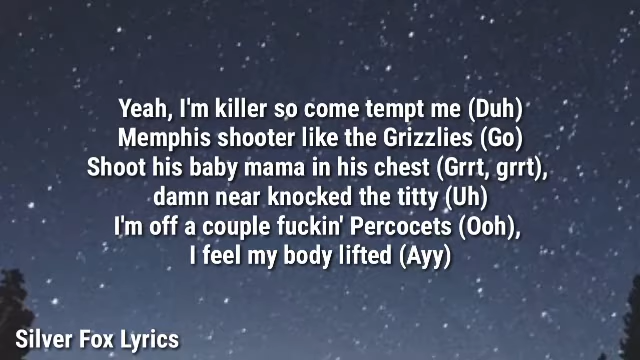 Yeah, I'm killer so come tempt me (Duh)
Memphis shooter like the Grizzlies (Go)
Shoot his baby mama in his chest (Grrt, grrt),
damn near knocked the titty (Uh)
I'm off a couple fuckin' Percocets (Ooh),
I feel my body lifted (Ayy)
Silver Fox Lyrics